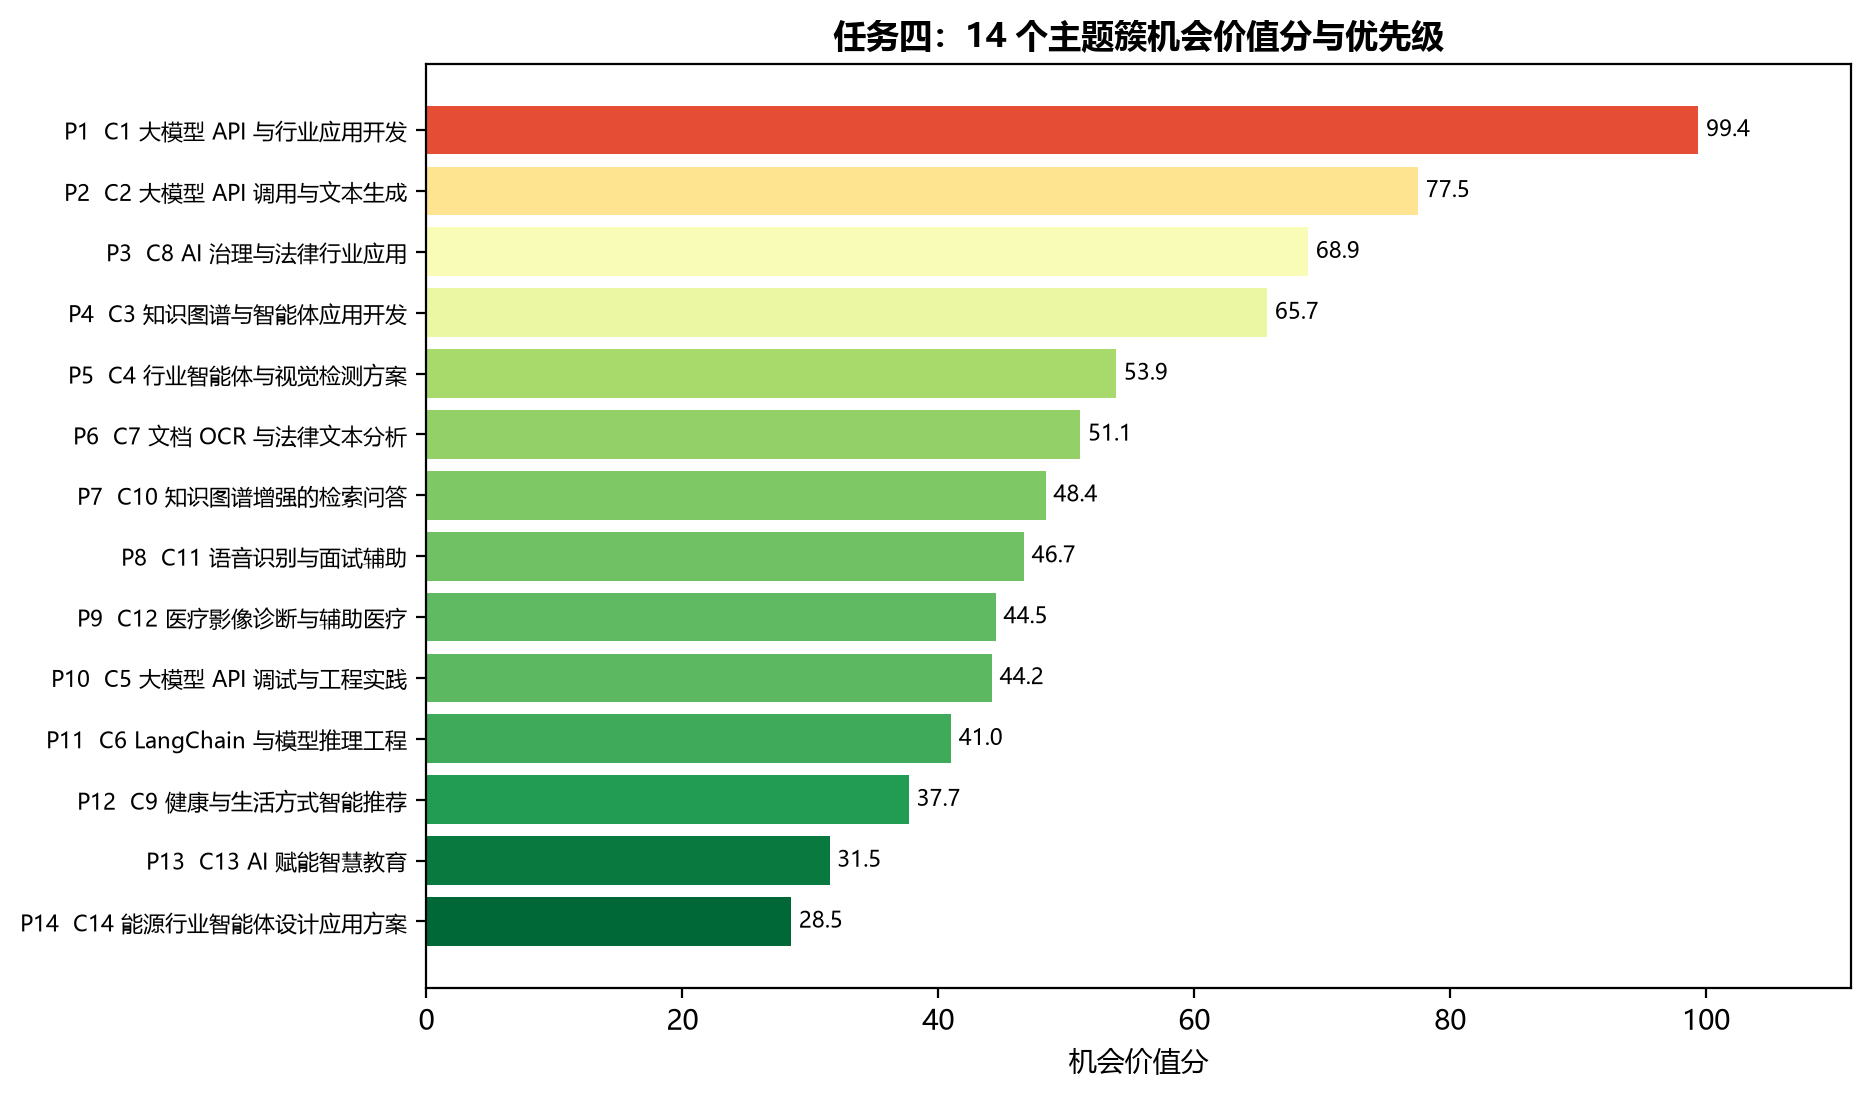 任务四：14 个主题簇机会价值分与优先级
P1 C1 大模型 API 与行业应用开发 99.4
P2 C2 大模型 API 调用与文本生成 77.5
P3 C8 AI 治理与法律行业应用 68.9
P4 C3 知识图谱与智能体应用开发 65.7
P5 C4 行业智能体与视觉检测方案 53.9
P6 C7 文档 OCR 与法律文本分析 51.1
P7 C10 知识图谱增强的检索问答 48.4
P8 C11 语音识别与面试辅助 46.7
P9 C12 医疗影像诊断与辅助医疗 44.5
P10 C5 大模型 API 调试与工程实践 44.2
P11 C6 LangChain 与模型推理工程 41.0
P12 C9 健康与生活方式智能推荐 37.7
P13 C13 AI 赋能智慧教育 31.5
P14 C14 能源行业智能体设计应用方案 28.5
0 20 40 60 80 100
机会价值分